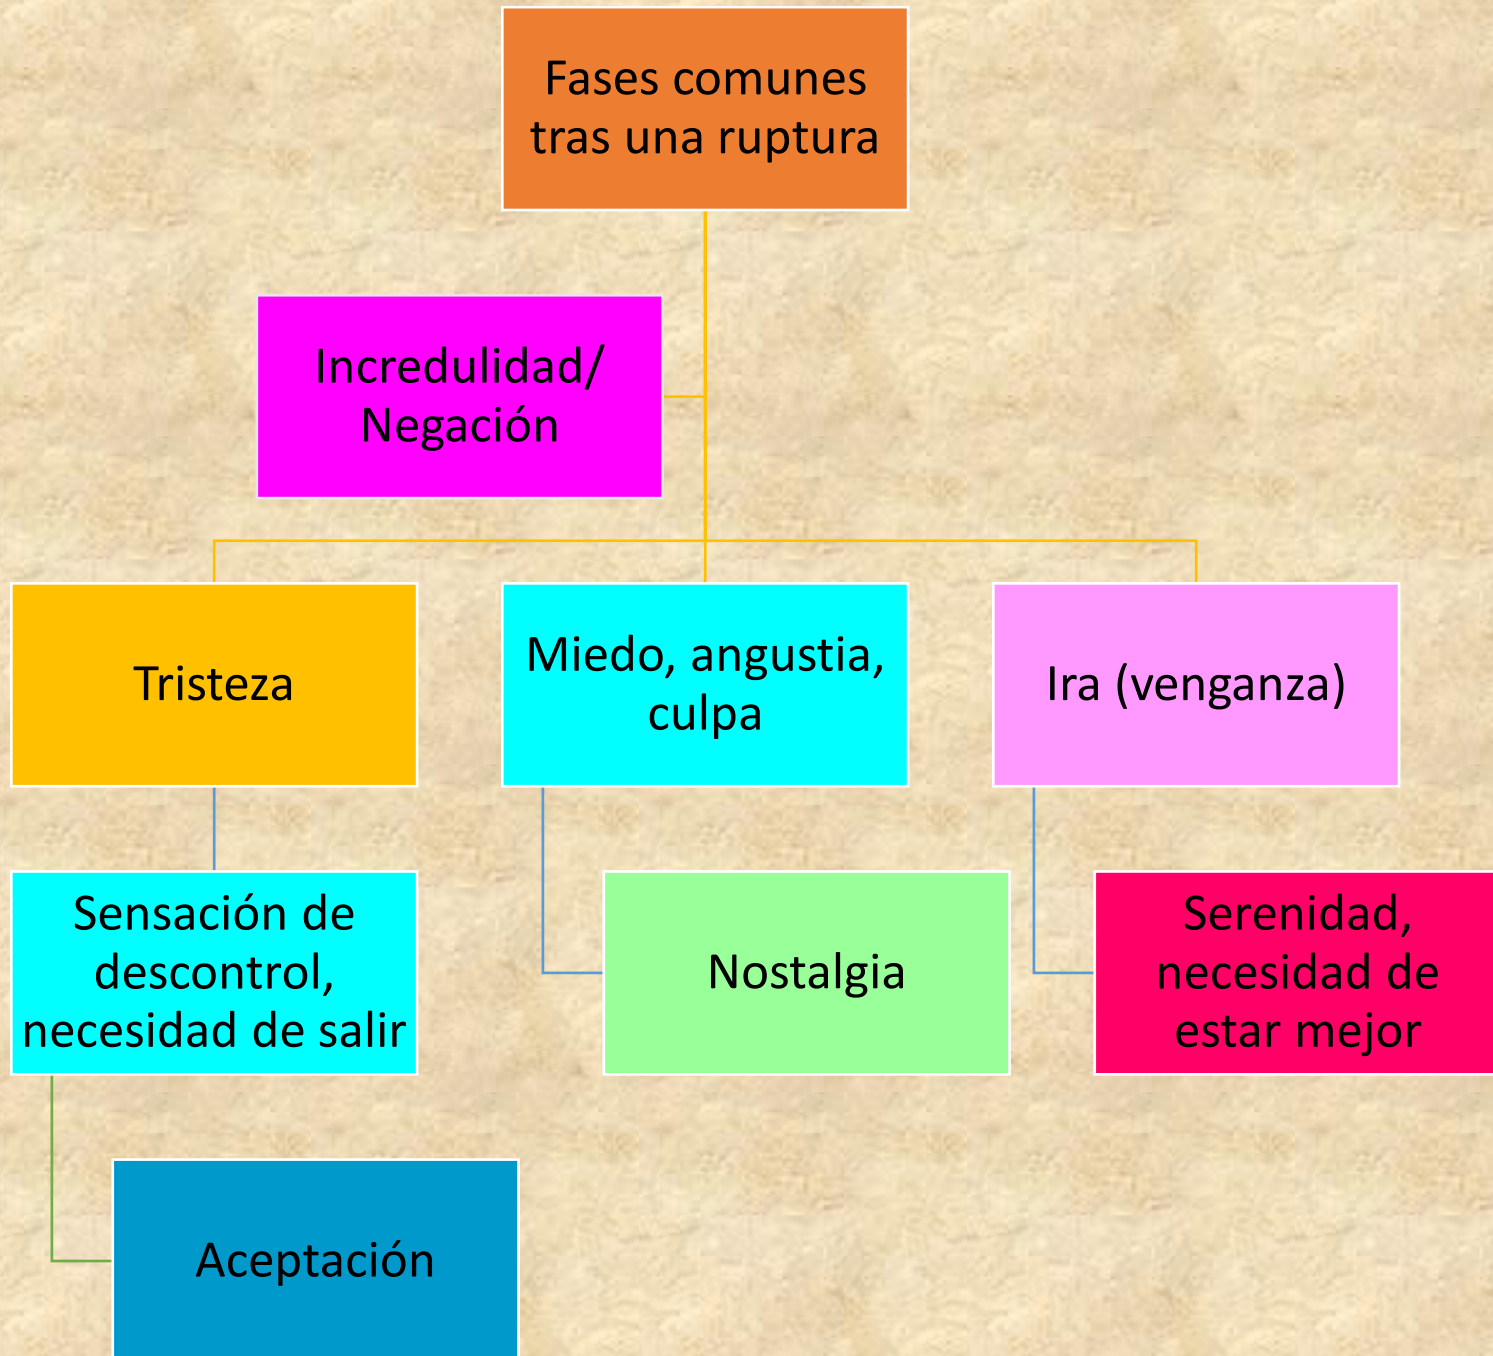 Fases comunes
tras una ruptura
Incredulidad/
Negación
Tristeza
Miedo, angustia,
culpa
Ira (venganza)
Sensación de
descontrol,
necesidad de salir
Nostalgia
Serenidad,
necesidad de
estar mejor
Aceptación